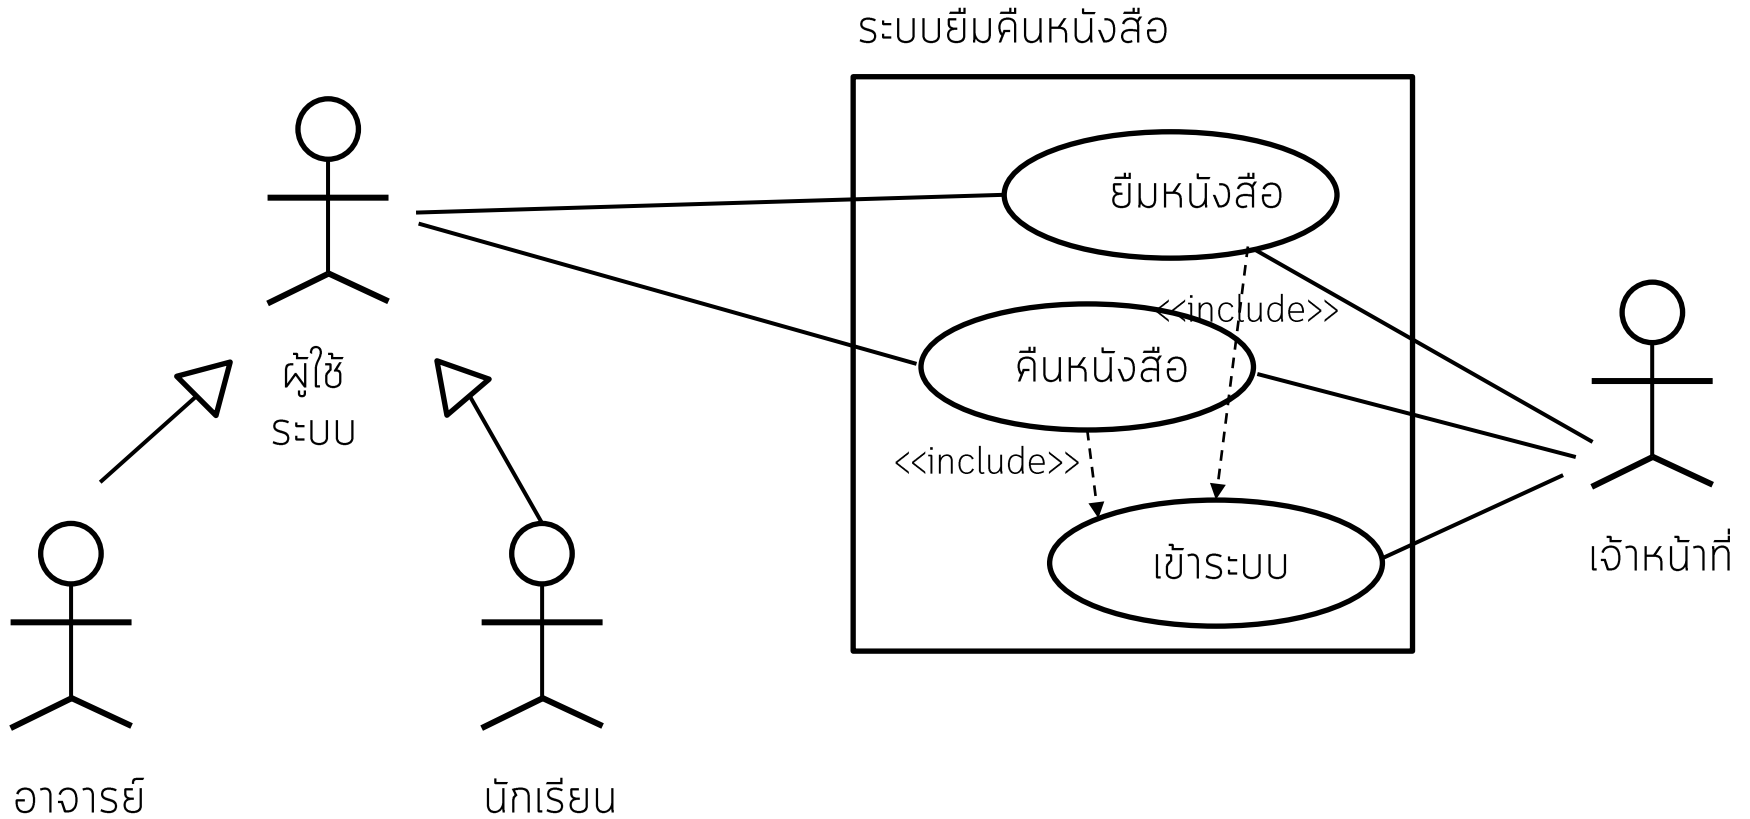 ระบบยืมคืนหนังสือ
ยืมหนังสือ
<<include>>
คืนหนังสือ
ผู้ใช้
ระบบ
<<include>>
เข้าระบบ
เจ้าหน้าที่
อาจารย์
นักเรียน